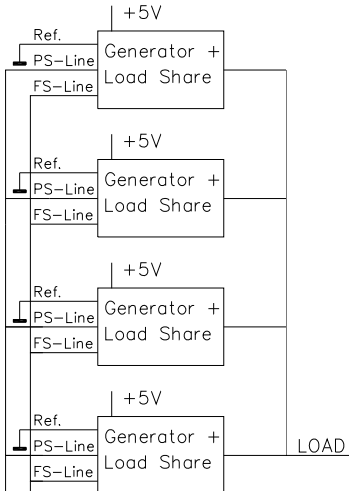 +5V
Ref.
PS-Line
FS-Line
Generator +
Load Share
+5V
Ref.
PS-Line
FS-Line
Generator +
Load Share
+5V
Ref.
PS-Line
FS-Line
Generator +
Load Share
+5V
Ref.
PS-Line
FS-Line
Generator +
Load Share
LOAD